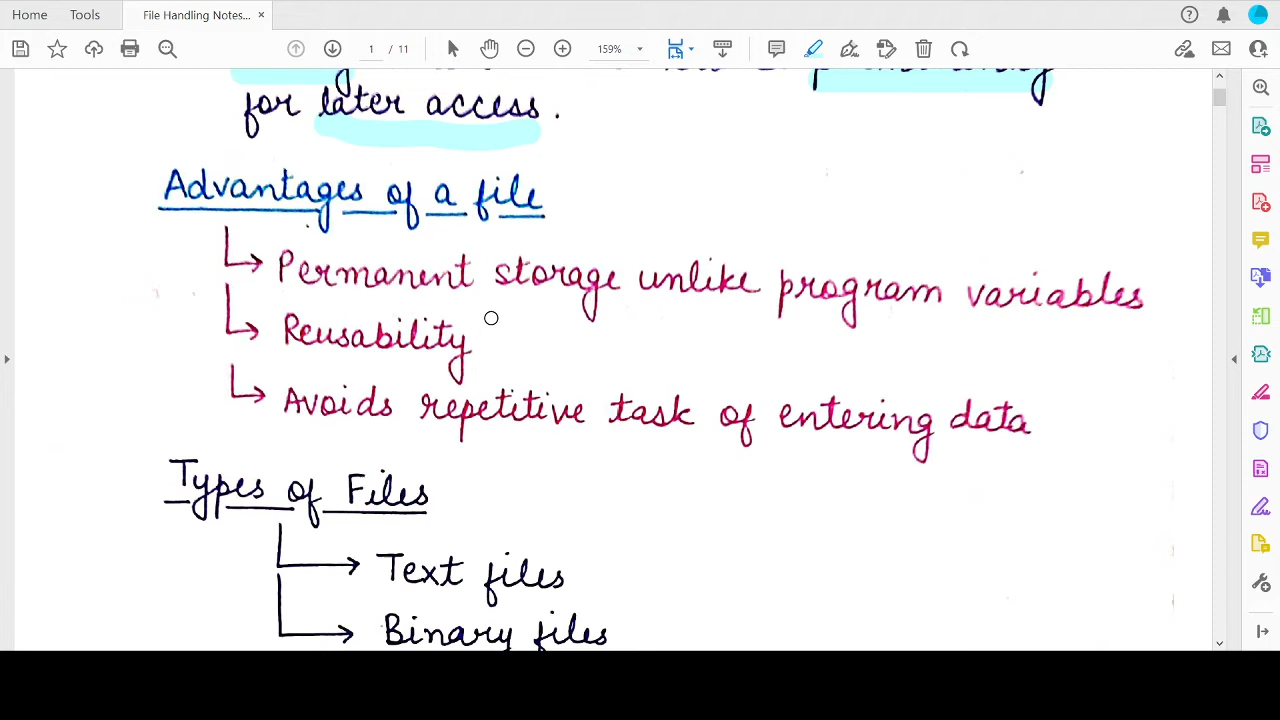 Home Tools File Handling Notes... ×
1 / 11 159%
for later access.
Advantages of a file
Permanent storage unlike program variables
Reusability
Avoids repetitive task of entering data
Types of Files
Text files
Binary files